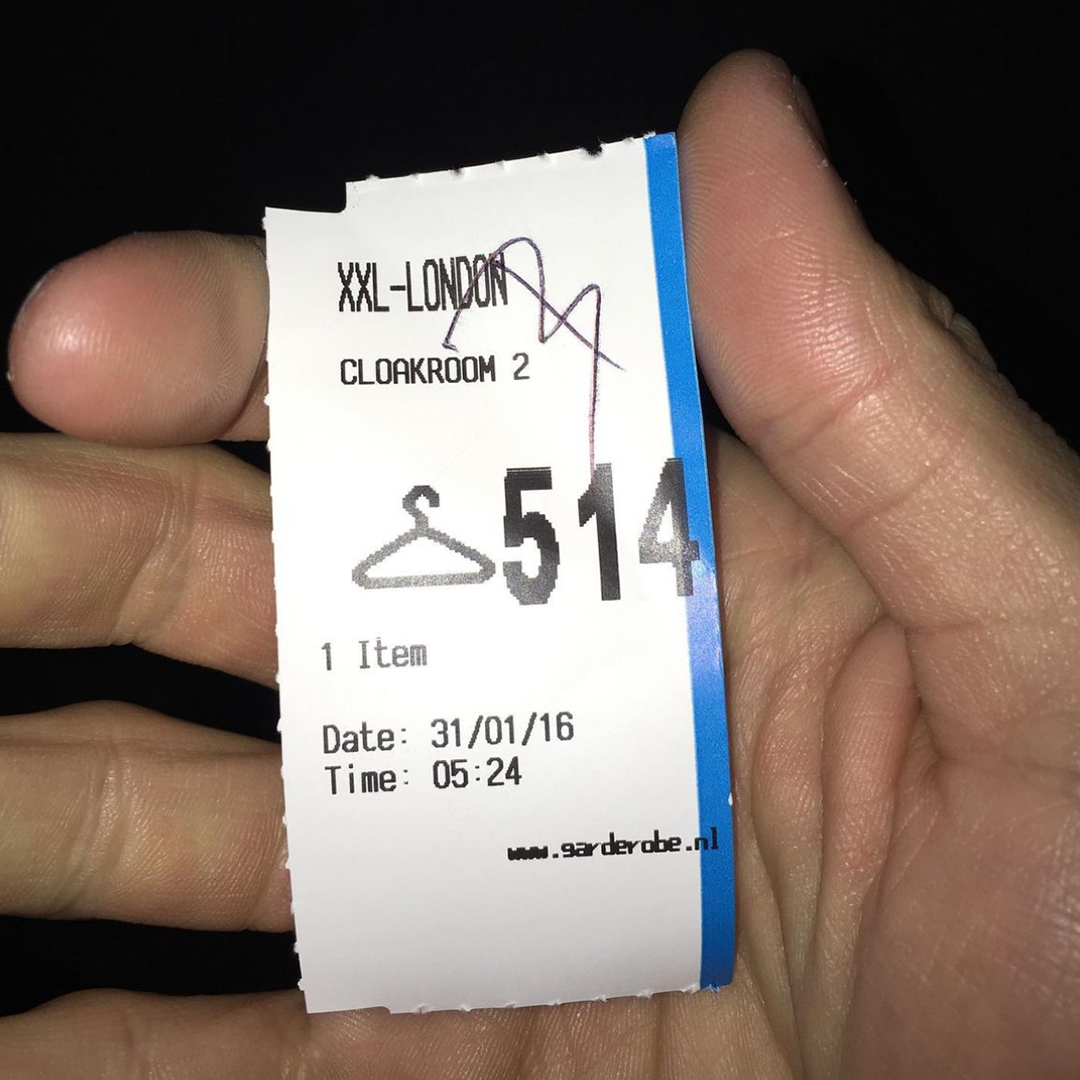 XXL-LONDON
CLOAKROOM 2
514
1 Item
Date: 31/01/16
Time: 05:24
www.garderobe.nl